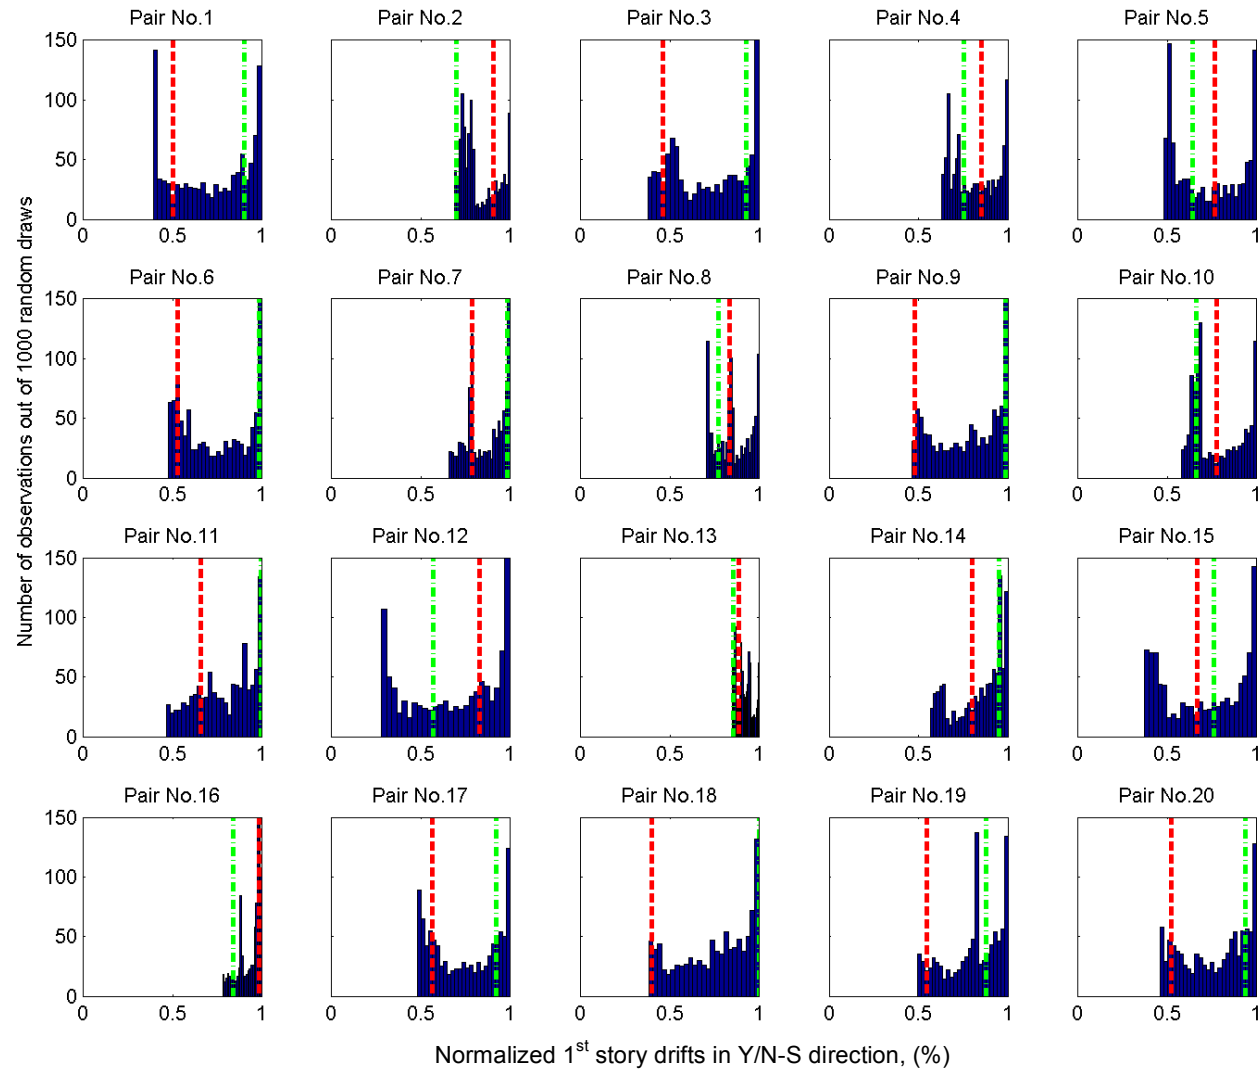 Pair No.1 Pair No.2 Pair No.3 Pair No.4 Pair No.5
150
100
50
0
0 0.5 1 0 0.5 1 0 0.5 1 0 0.5 1 0 0.5 1
Pair No.6 Pair No.7 Pair No.8 Pair No.9 Pair No.10
150
100
50
0
0 0.5 1 0 0.5 1 0 0.5 1 0 0.5 1 0 0.5 1
Pair No.11 Pair No.12 Pair No.13 Pair No.14 Pair No.15
150
100
50
0
0 0.5 1 0 0.5 1 0 0.5 1 0 0.5 1 0 0.5 1
Pair No.16 Pair No.17 Pair No.18 Pair No.19 Pair No.20
150
100
50
0
0 0.5 1 0 0.5 1 0 0.5 1 0 0.5 1 0 0.5 1
Number of observations out of 1000 random draws
Normalized 1st story drifts in Y/N-S direction, (%)